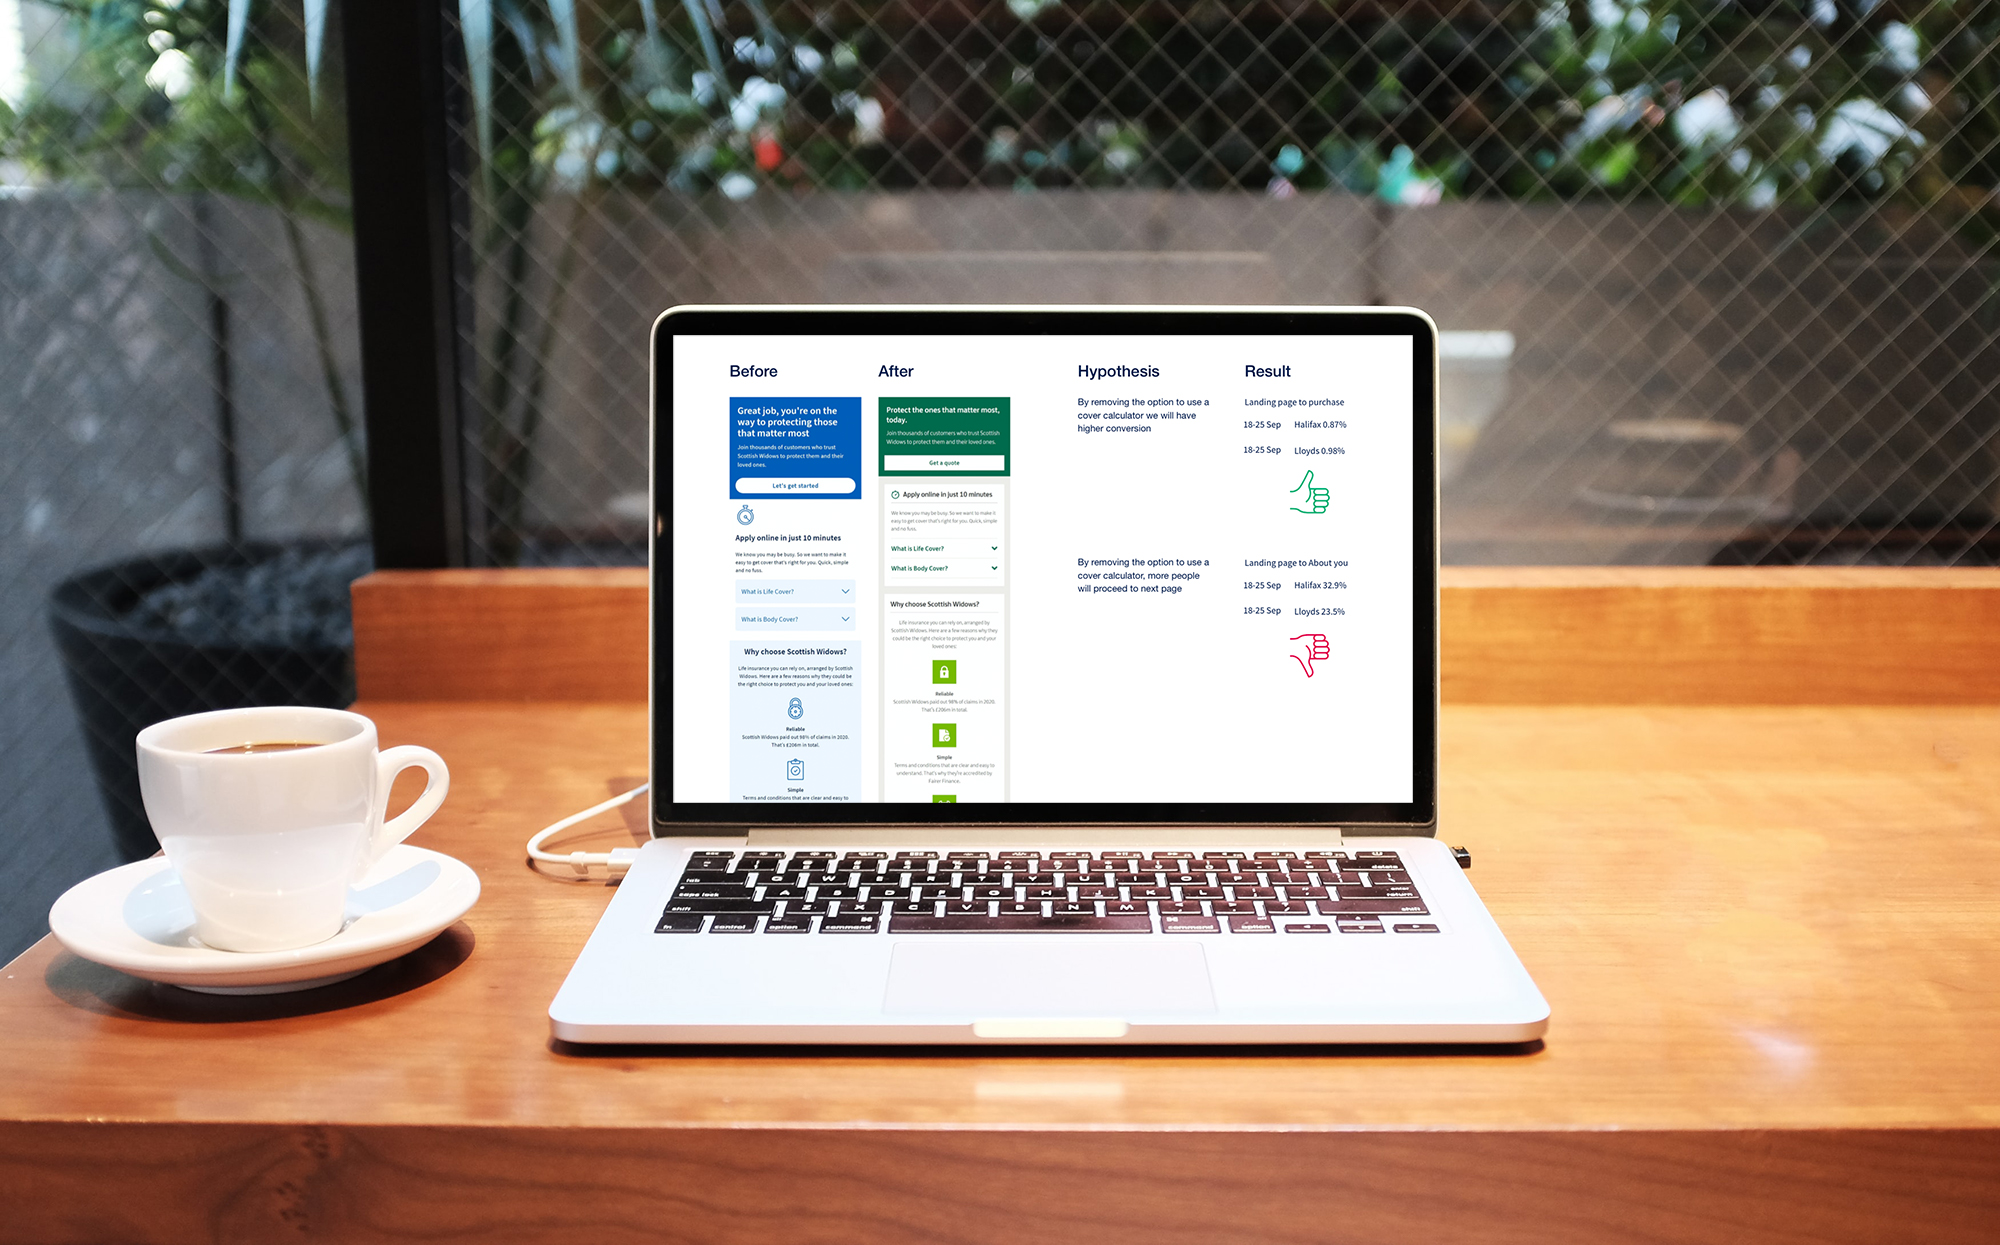 Before
Great job, you're on the
way to protecting those
that matter most
Join thousands of customers who trust
Scottish Widows to protect them and their
loved ones.
Let's get started
Apply online in just 10 minutes
We know you may be busy. So we want to make it
easy to get cover that's right for you. Quick, simple
and no fuss.
What is Life Cover?
What is Body Cover?
Why choose Scottish Widows?
Life insurance you can rely on, arranged by Scottish
Widows. Here are a few reasons why they could be
the right choice to protect you and your loved ones:
Reliable
Scottish Widows paid out 98% of claims in 2020.
That's £206m in total.
Simple
Terms and conditions that are clear and easy to
After
Protect the ones that matter most,
today.
Join thousands of customers who trust Scottish
Widows to protect them and their loved ones.
Get a quote
Apply online in just 10 minutes
We know you may be busy. So we want to make it
easy to get cover that's right for you. Quick, simple
and no fuss.
What is Life Cover?
What is Body Cover?
Why choose Scottish Widows?
Life insurance you can rely on, arranged by
Scottish Widows. Here are a few reasons why they
could be the right choice to protect you and your
loved ones:
Reliable
Scottish Widows paid out 98% of claims in 2020.
That's £206m in total.
Simple
Terms and conditions that are clear and easy to
understand. That's why they're accredited by
Fairer Finance.
Hypothesis
By removing the option to use a
cover calculator we will have
higher conversion
By removing the option to use a
cover calculator, more people
will proceed to next page
Result
Landing page to purchase
18-25 Sep Halifax 0.87%
18-25 Sep Lloyds 0.98%
Landing page to About you
18-25 Sep Halifax 32.9%
18-25 Sep Lloyds 23.5%
delete
tab Q W E R T Y U I O P
caps lock A S D F G H J K L enter return
shift Z X C V B N M shift
fn control option command command option